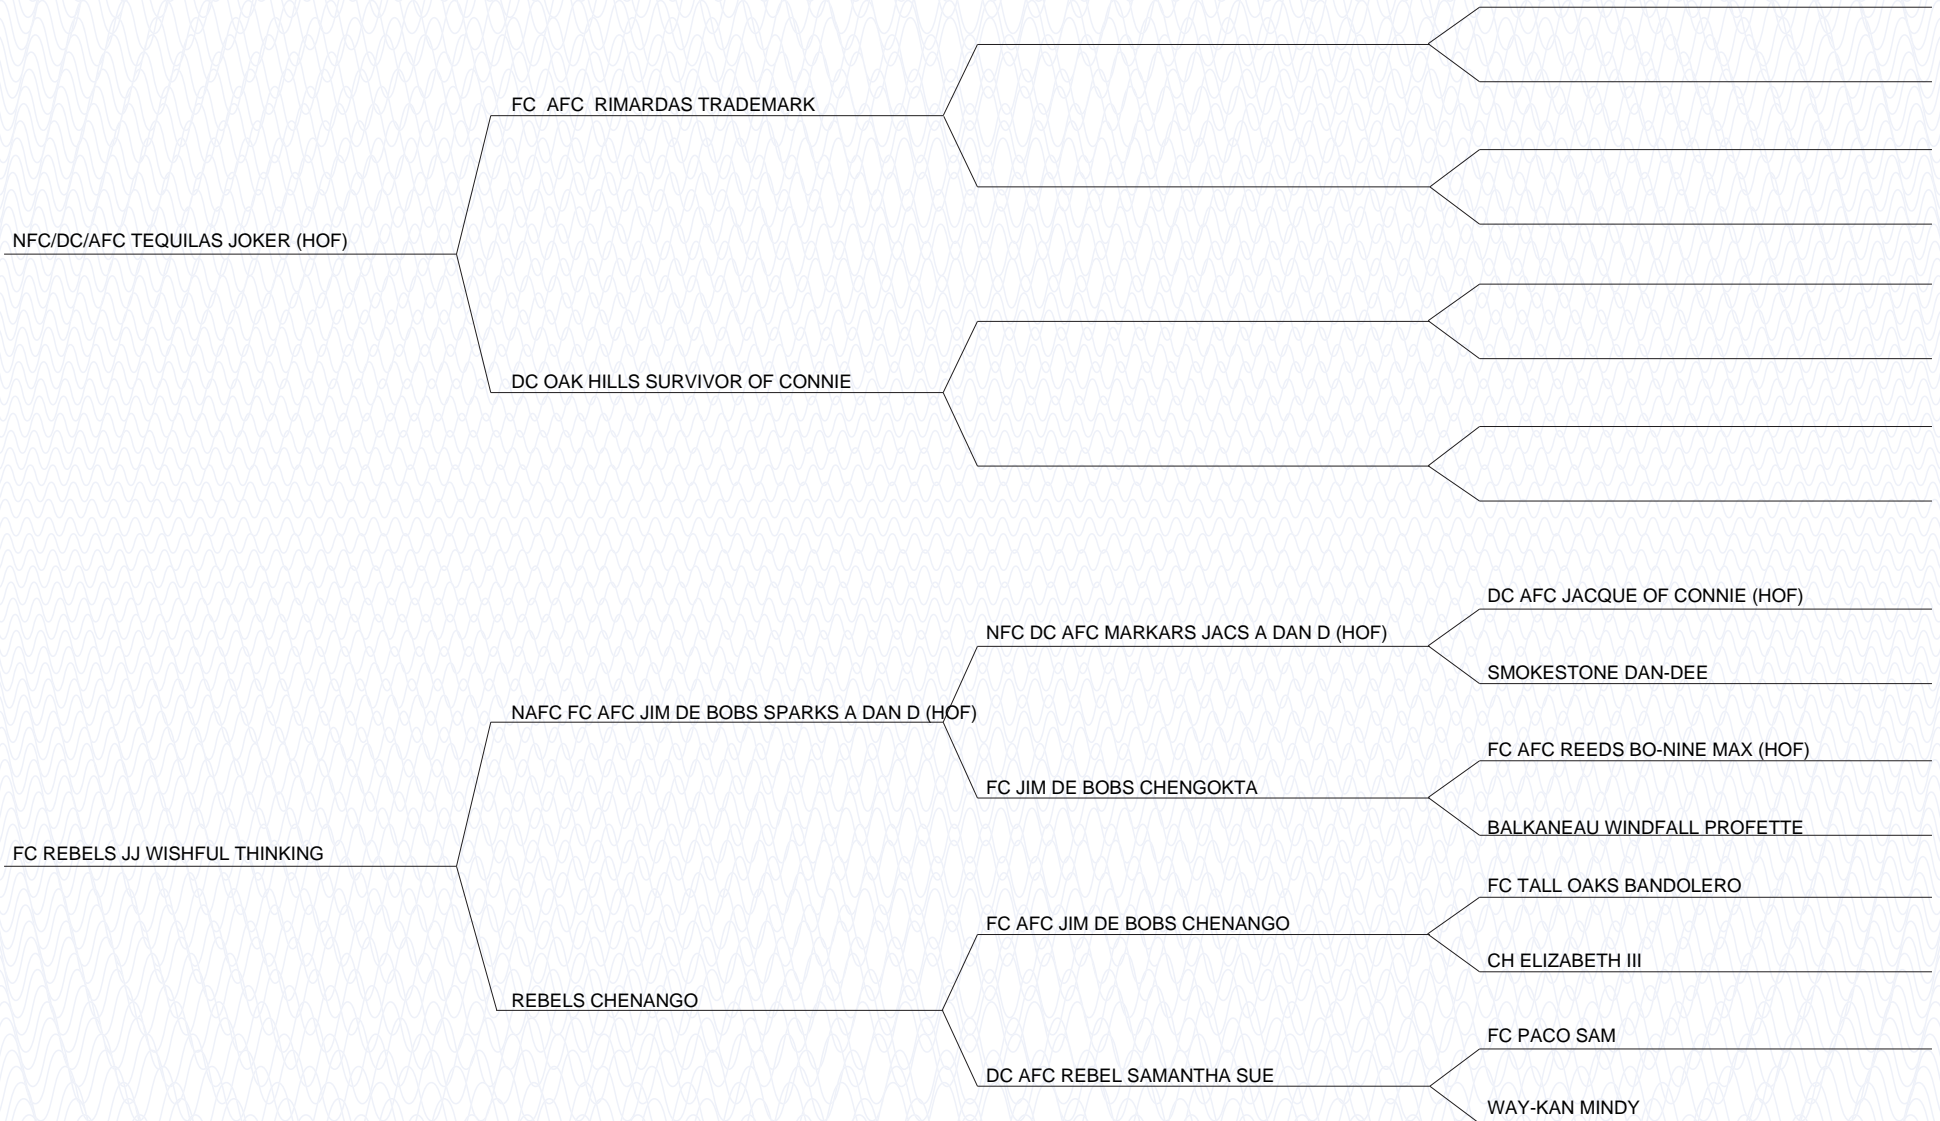 FC  AFC  RIMARDAS TRADEMARK
NFC/DC/AFC TEQUILAS JOKER (HOF)
DC OAK HILLS SURVIVOR OF CONNIE
DC AFC JACQUE OF CONNIE (HOF)
NFC DC AFC MARKARS JACS A DAN D (HOF)
SMOKESTONE DAN-DEE
NAFC FC AFC JIM DE BOBS SPARKS A DAN D (HOF)
FC AFC REEDS BO-NINE MAX (HOF)
FC JIM DE BOBS CHENGOKTA
BALKANEAU WINDFALL PROFETTE
FC REBELS JJ WISHFUL THINKING
FC TALL OAKS BANDOLERO
FC AFC JIM DE BOBS CHENANGO
CH ELIZABETH III
REBELS CHENANGO
FC PACO SAM
DC AFC REBEL SAMANTHA SUE
WAY-KAN MINDY